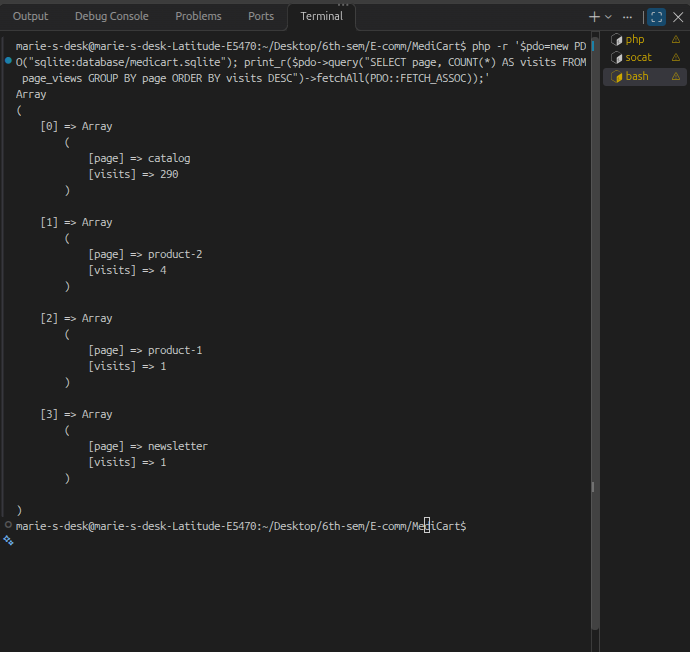 Output Debug Console Problems Ports Terminal
marie-s-desk@marie-s-desk-Latitude-E5470:~/Desktop/6th-sem/E-comm/MediCart$ php -r '$pdo=new PD
O("sqlite:database/medicart.sqlite"); print_r($pdo->query("SELECT page, COUNT(*) AS visits FROM
page_views GROUP BY page ORDER BY visits DESC")->fetchAll(PDO::FETCH_ASSOC));'
Array
(
    [0] => Array
        (
            [page] => catalog
            [visits] => 290
        )

    [1] => Array
        (
            [page] => product-2
            [visits] => 4
        )

    [2] => Array
        (
            [page] => product-1
            [visits] => 1
        )

    [3] => Array
        (
            [page] => newsletter
            [visits] => 1
        )

)
marie-s-desk@marie-s-desk-Latitude-E5470:~/Desktop/6th-sem/E-comm/MediCart$
php
socat
bash